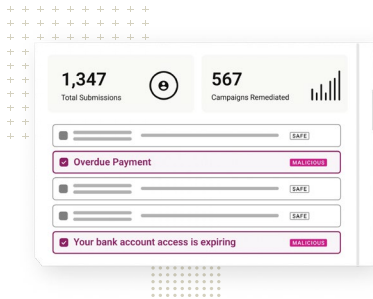 1,347
Total Submissions
567
Campaigns Remediated
SAFE
Overdue Payment MALICIOUS
SAFE
SAFE
Your bank account access is expiring MALICIOUS